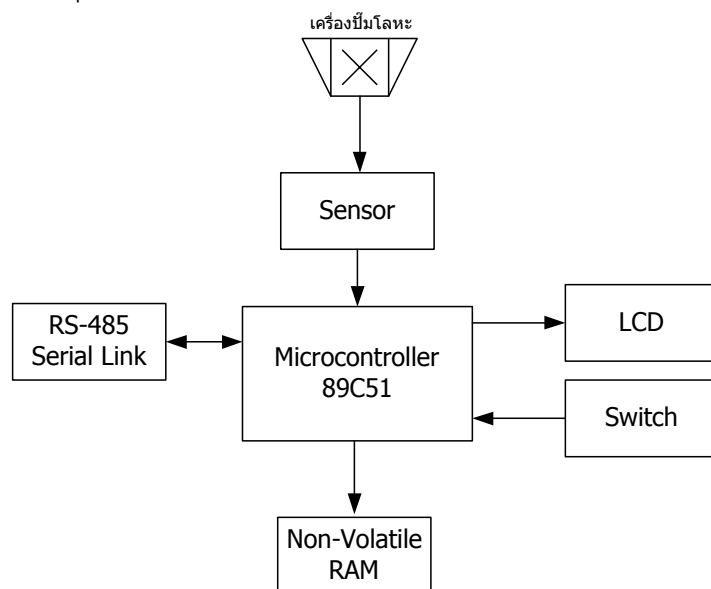 เครื่องปั๊มโลหะ
Sensor
RS-485
Serial Link
Microcontroller
89C51
LCD
Switch
Non-Volatile
RAM